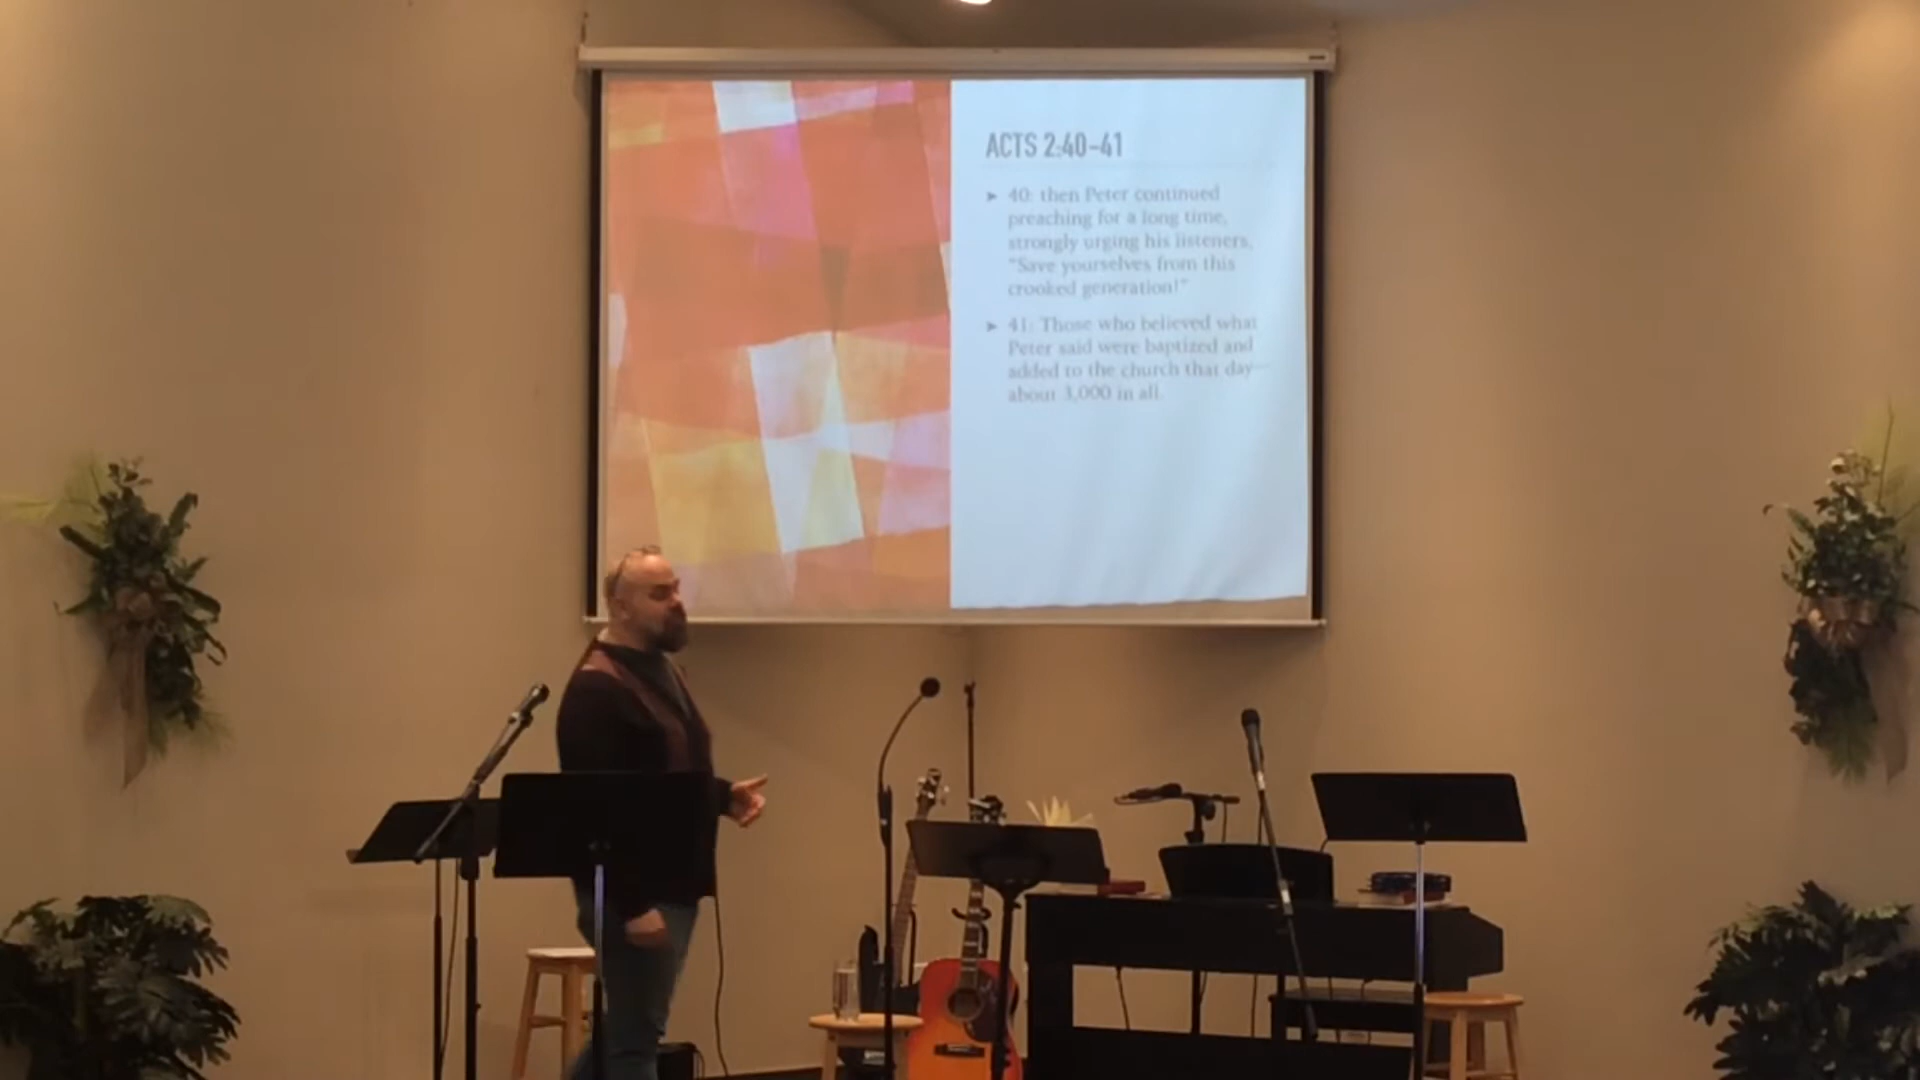 ACTS 2:40-41
► 40: then Peter continued
preaching for a long time,
strongly urging his listeners,
"Save yourselves from this
crooked generation!"
► 41: Those who believed what
Peter said were baptized and
added to the church that day—
about 3,000 in all.